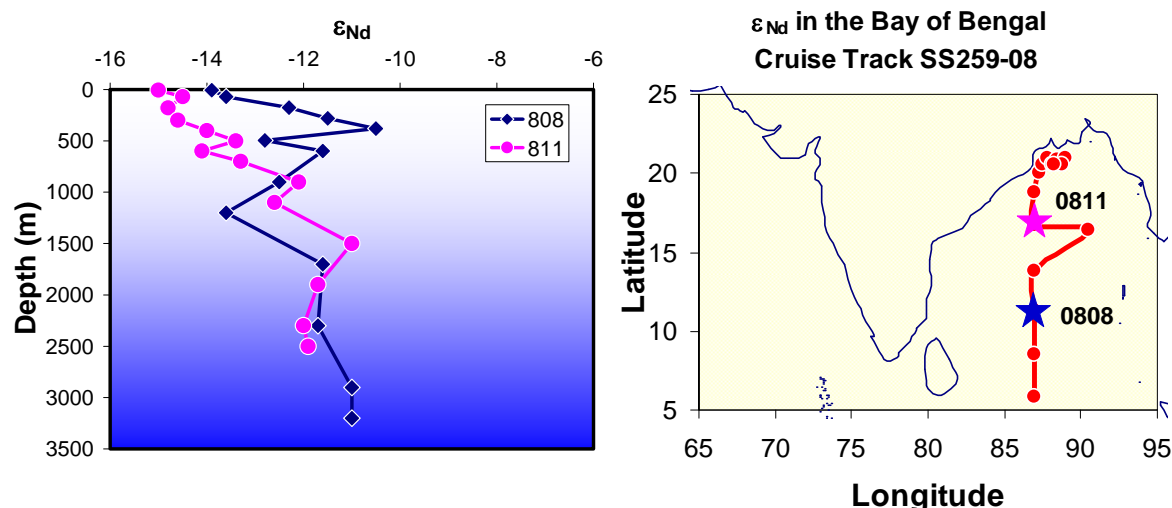 εNd
-16 -14 -12 -10 -8 -6
0
500
1000
1500
2000
2500
3000
3500
Depth (m)
808
811
εNd in the Bay of Bengal
Cruise Track SS259-08
25
20
15
10
5
Latitude
0811
0808
65 70 75 80 85 90 95
Longitude